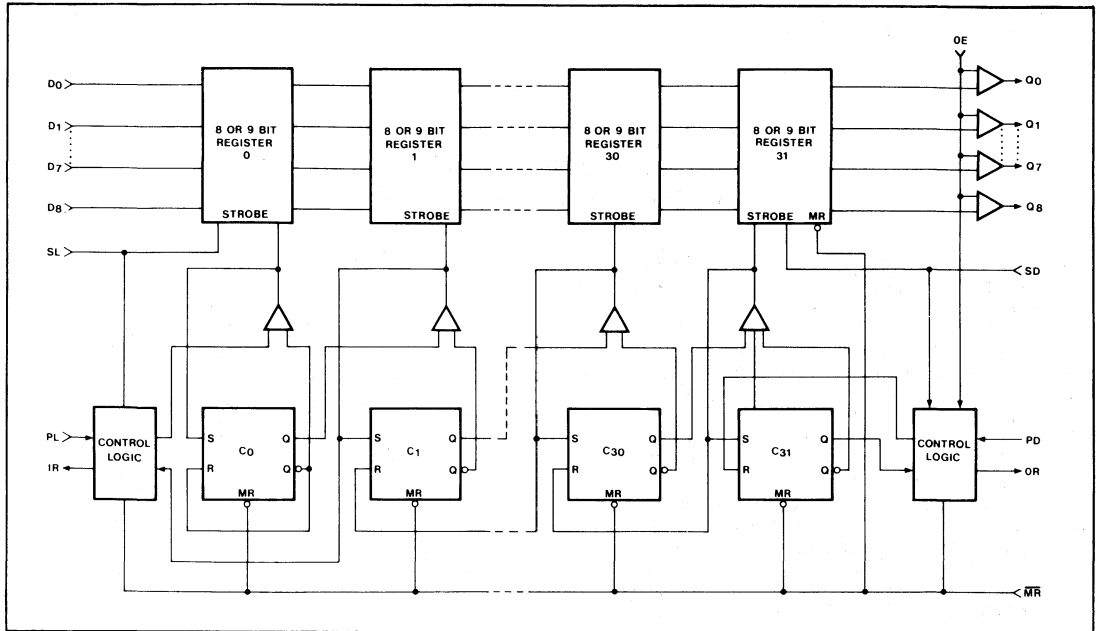 OE
D0
Q0
D1
8 OR 9 BIT REGISTER 0
8 OR 9 BIT REGISTER 1
8 OR 9 BIT REGISTER 30
8 OR 9 BIT REGISTER 31
Q1
D7
Q7
D8
STROBE
STROBE
STROBE
STROBE MR
Q8
SL
SD
PL
IR
CONTROL LOGIC
S Q
C0
R Q
MR
S Q
C1
R Q
MR
S Q
C30
R Q
MR
S Q
C31
R Q
MR
CONTROL LOGIC
PD
OR
MR